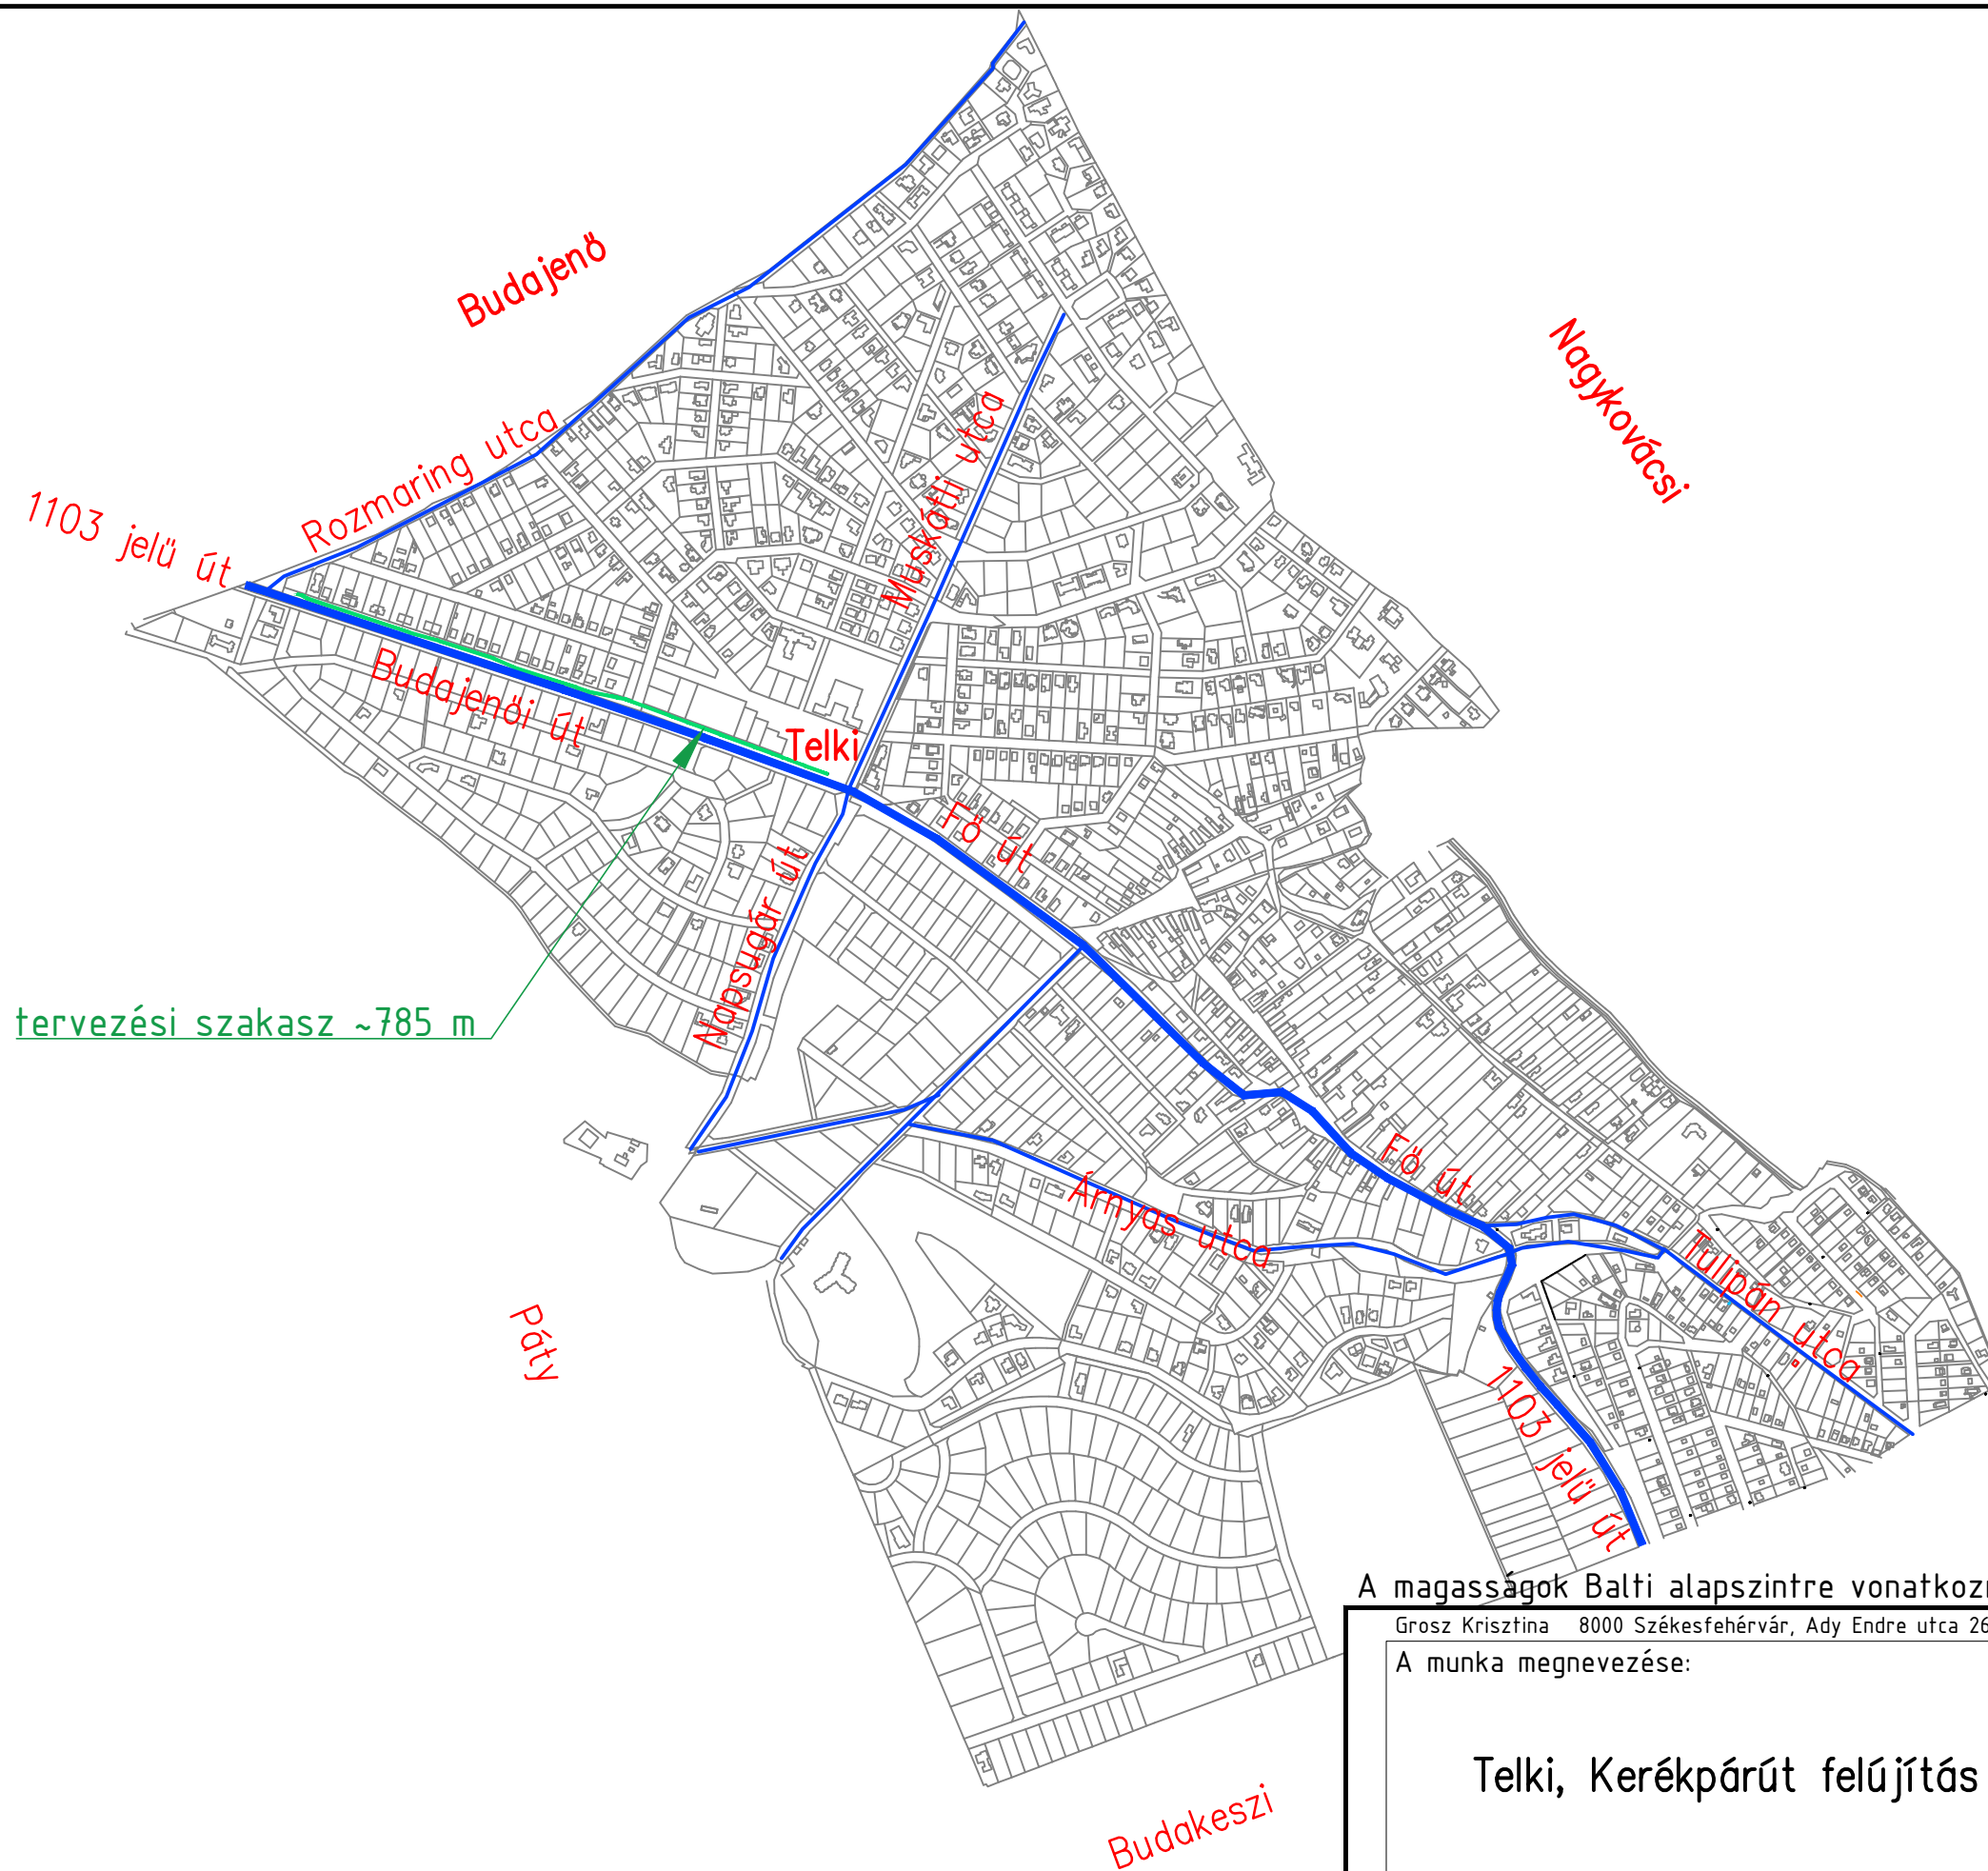 Budajenő
Nagykovácsi
Rozmaring utca
Muskátli utca
1103 jelű út
Budajenői út
Telki
Fő út
Napsugár út
tervezési szakasz ~785 m
Fő út
Árnyas utca
Tulipán utca
Páty
1103 jelű út
A magasságok Balti alapszintre
Grosz Krisztina 8000 Székesfehérvár, Ady Endre utca 26
A munka megnevezése:
Telki, Kerékpárút felújítás
Budakeszi